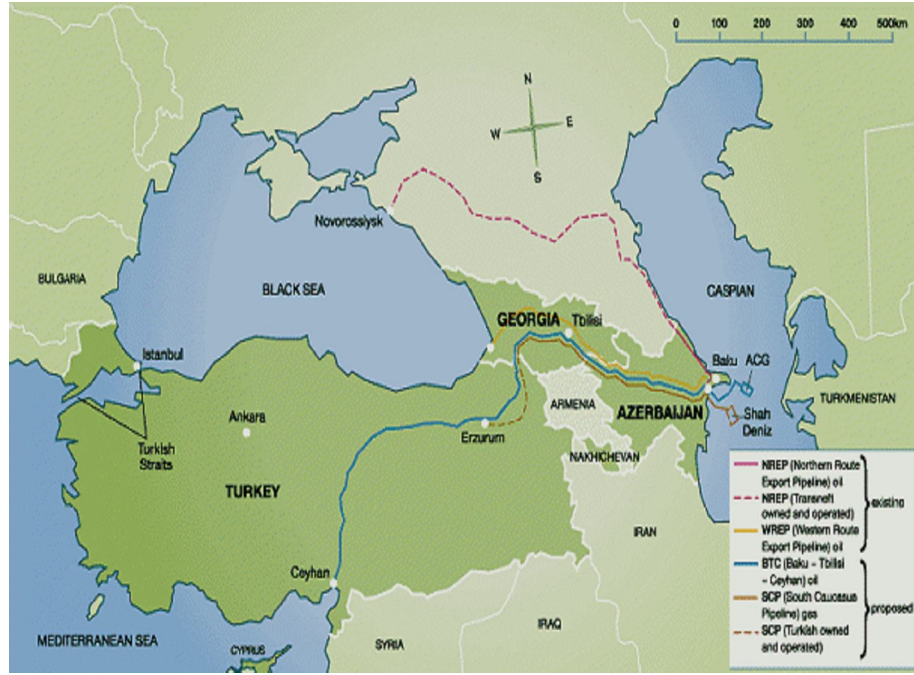 0 100 200 300 400 500km
N
W E
S
Novorossiysk
BULGARIA
BLACK SEA
CASPIAN
GEORGIA Tbilisi
Istanbul
Baku ACG
Ankara
ARMENIA
AZERBAIJAN
Shah
Deniz
TURKMENISTAN
Erzurum
Turkish
Straits
NAKHICHEVAN
TURKEY
IRAN
Ceyhan
MEDITERRANEAN SEA
CYPRUS
SYRIA
IRAQ
NREP (Northern Route
Export Pipeline) oil
NREP (Transneft
owned and operated)
WREP (Western Route
Export Pipeline) oil
existing
BTC (Baku - Tbilisi
- Ceyhan) oil
SCP (South Caucasus
Pipeline) gas
SCP (Turkish owned
and operated)
proposed